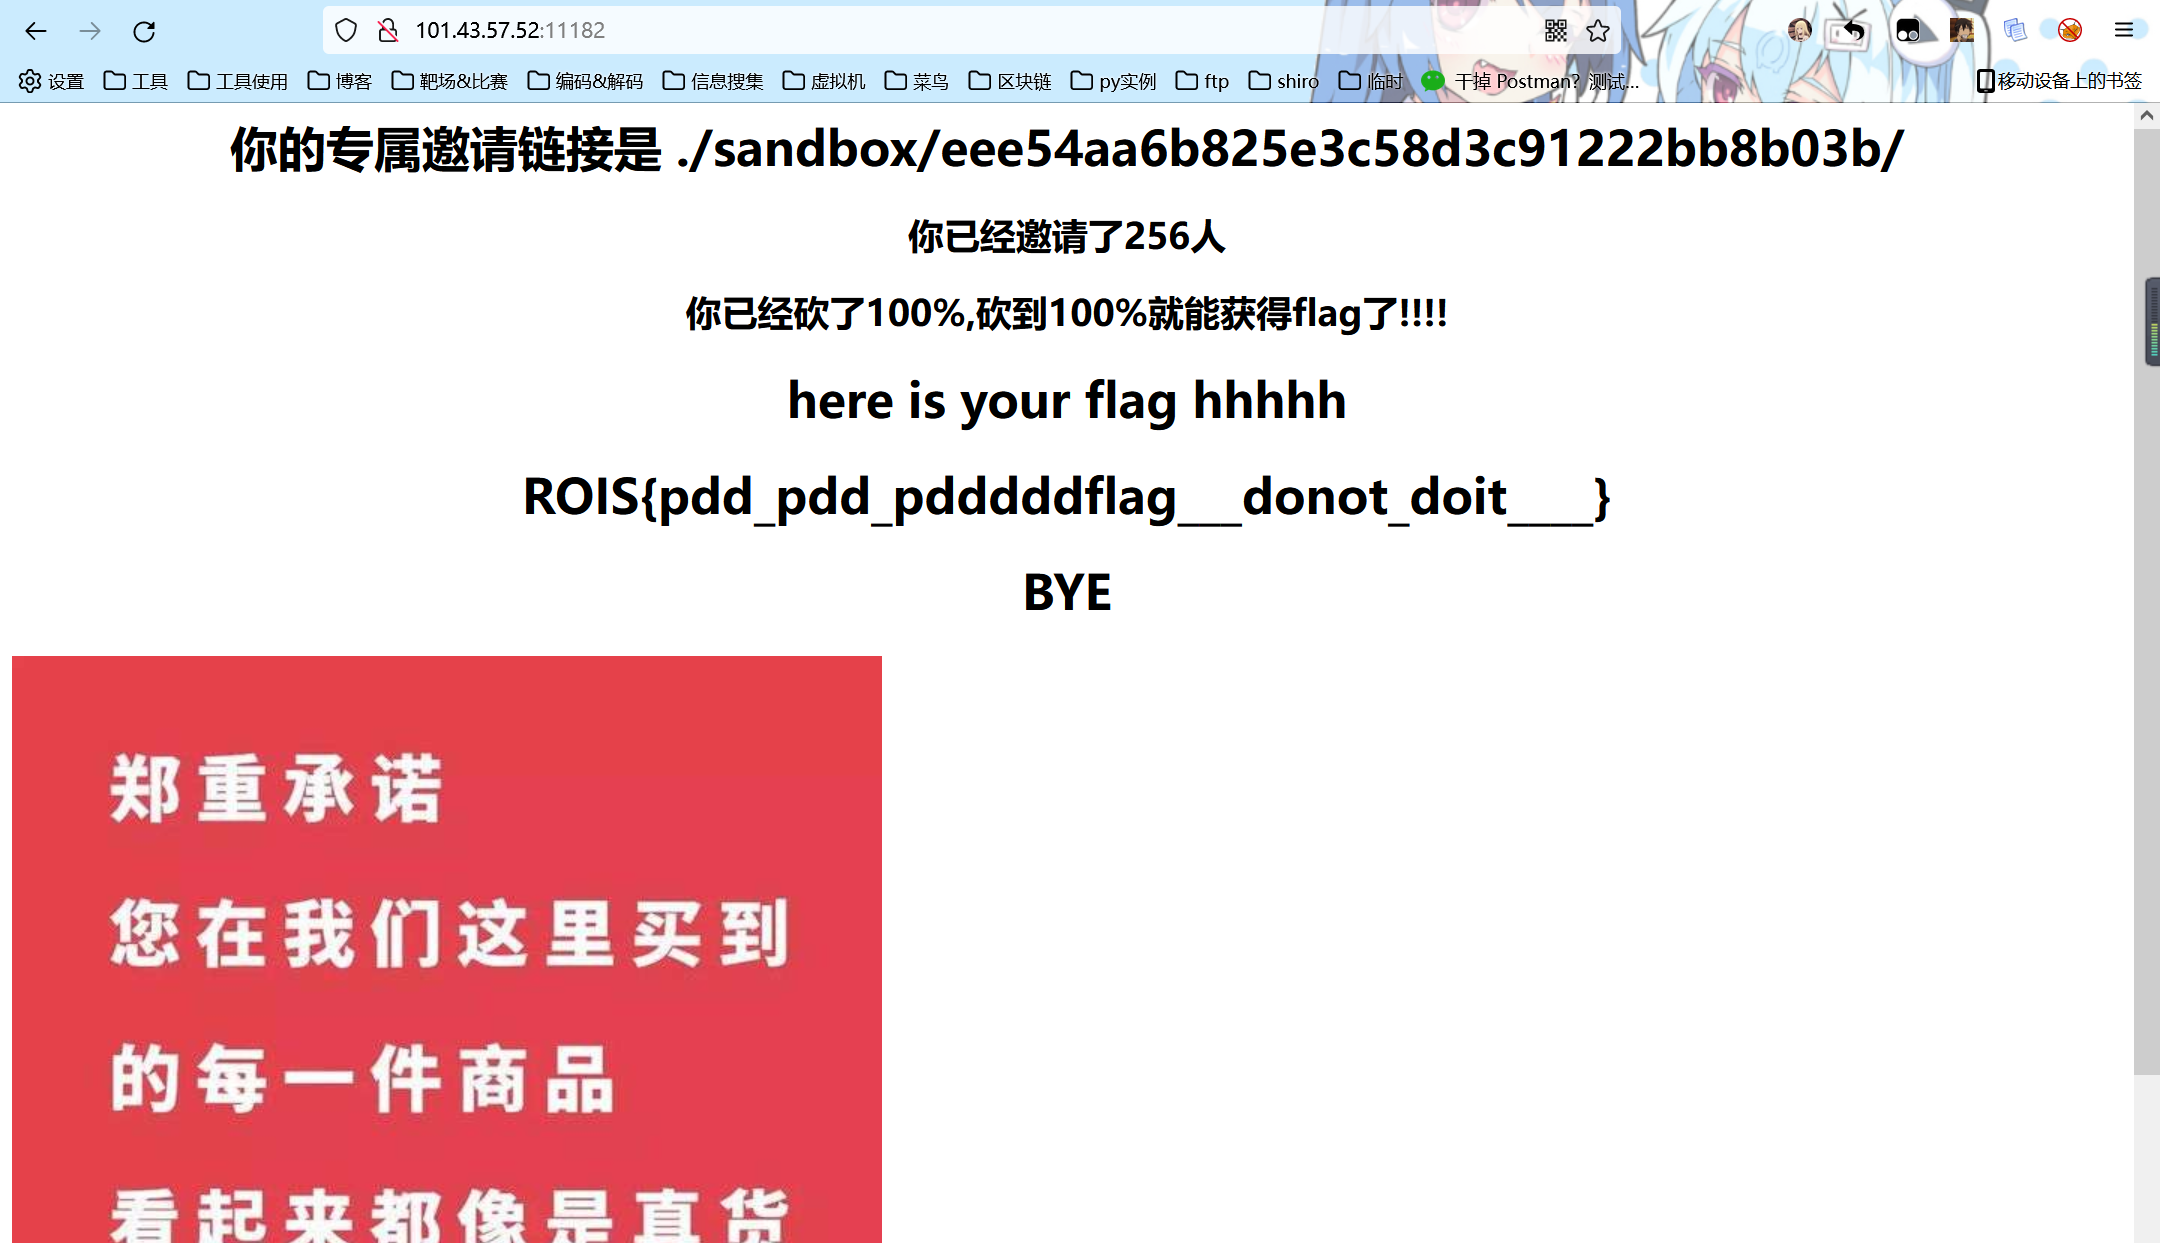 101.43.57.52:11182
设置 工具 工具使用 博客 靶场&比赛 编码&解码 信息搜集 虚拟机 菜鸟 区块链 py实例 ftp shiro 临时 干掉 Postman？测试... 移动设备上的书签
你的专属邀请链接是 ./sandbox/eee54aa6b825e3c58d3c91222bb8b03b/
你已经邀请了256人
你已经砍了100%,砍到100%就能获得flag了!!!!
here is your flag hhhhh
ROIS{pdd_pdd_pdddddflag___donot_doit____}
BYE
郑重承诺
您在我们这里买到
的每一件商品
看起来都像是真货